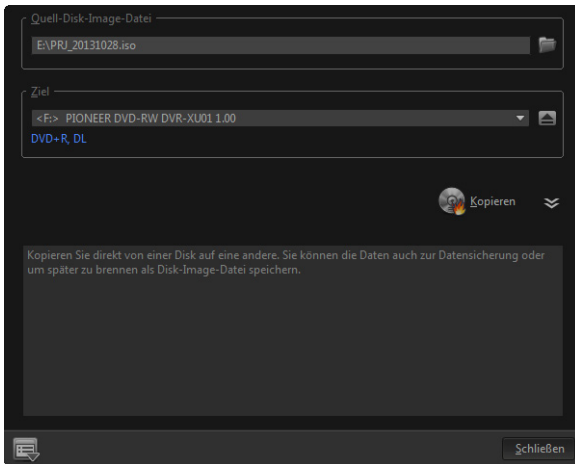 Quell-Disk-Image-Datei
E:\PRJ_20131028.iso
Ziel
<F:> PIONEER DVD-RW DVR-XU01 1.00
DVD+R, DL
Kopieren
Kopieren Sie direkt von einer Disk auf eine andere. Sie können die Daten auch zur Datensicherung oder
um später zu brennen als Disk-Image-Datei speichern.
Schließen